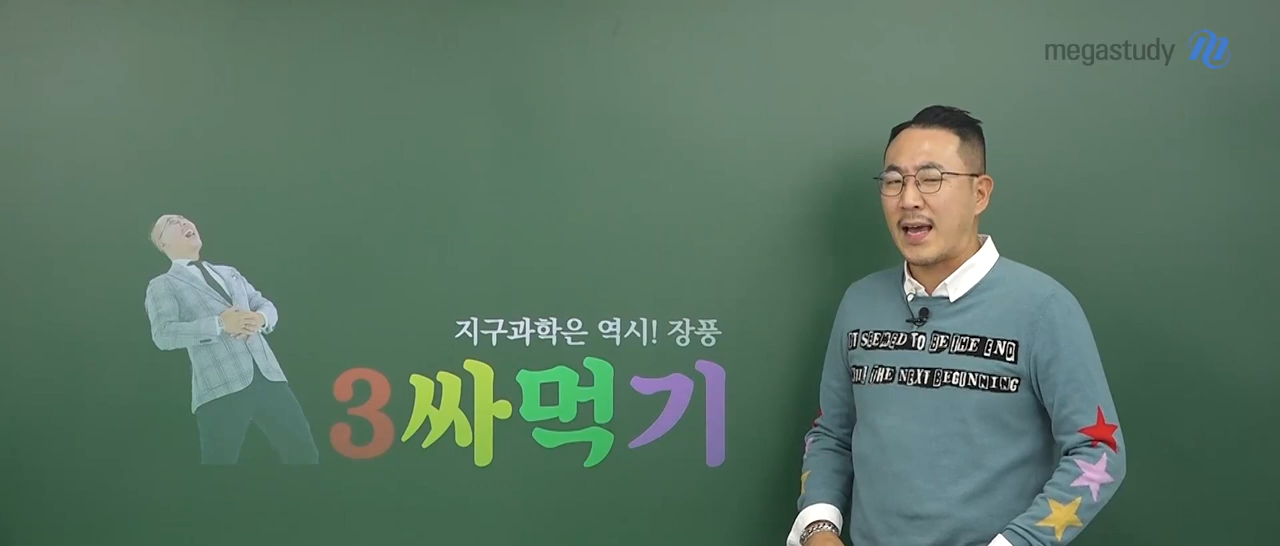 megastudy
지구과학은 역시! 장풍
3싸먹기
SEEMED TO BE THE END
THE NEXT BEGINNING